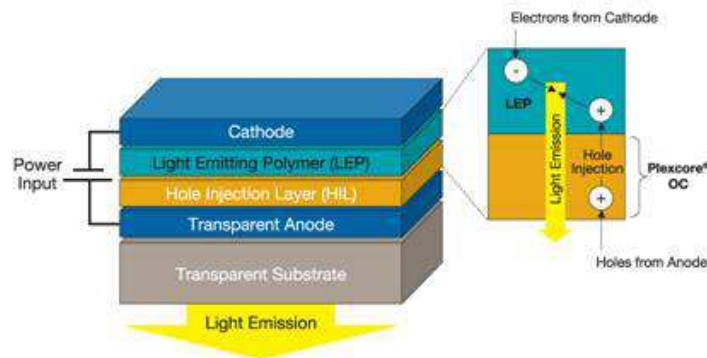 Electrons from Cathode
-
LEP
+
Cathode
Power
Input
Light Emitting Polymer (LEP)
Hole Injection Layer (HIL)
Transparent Anode
Transparent Substrate
Light Emission
Light Emission
Hole
Injection
Plexcore®
OC
+
Holes from Anode